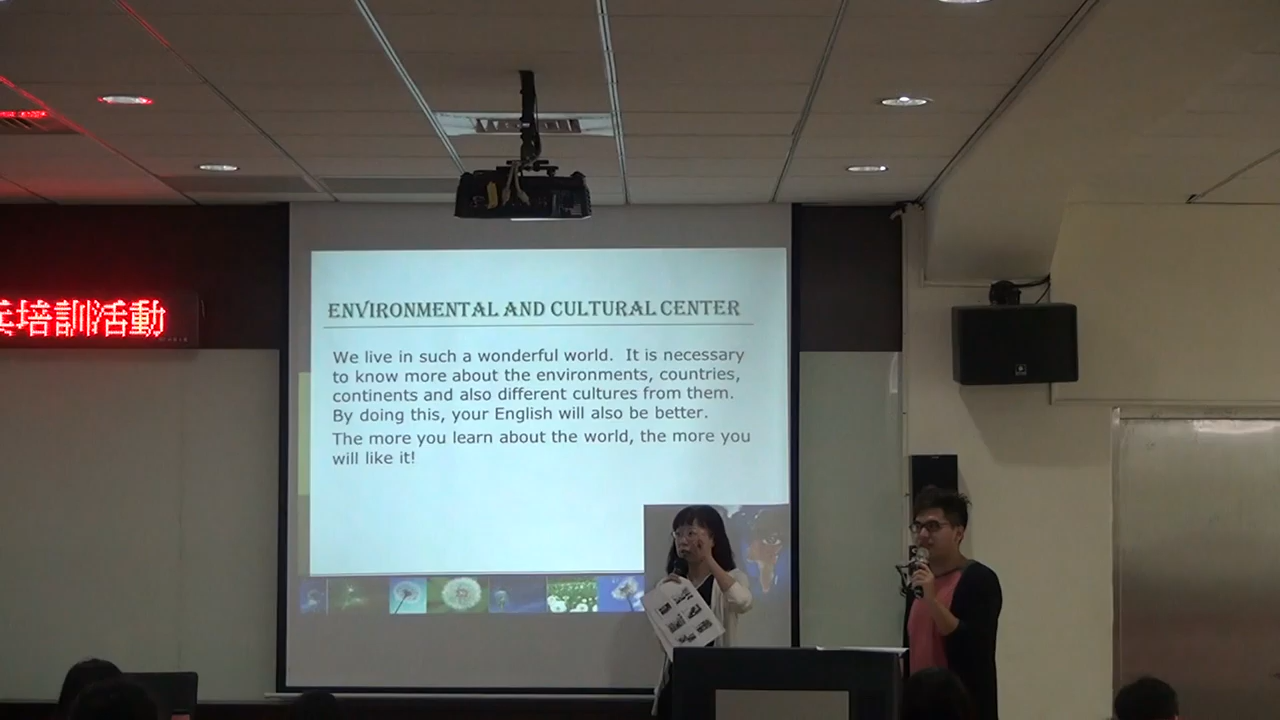 培訓活動
ENVIRONMENTAL AND CULTURAL CENTER
We live in such a wonderful world. It is necessary
to know more about the environments, countries,
continents and also different cultures from them.
By doing this, your English will also be better.
The more you learn about the world, the more you
will like it!